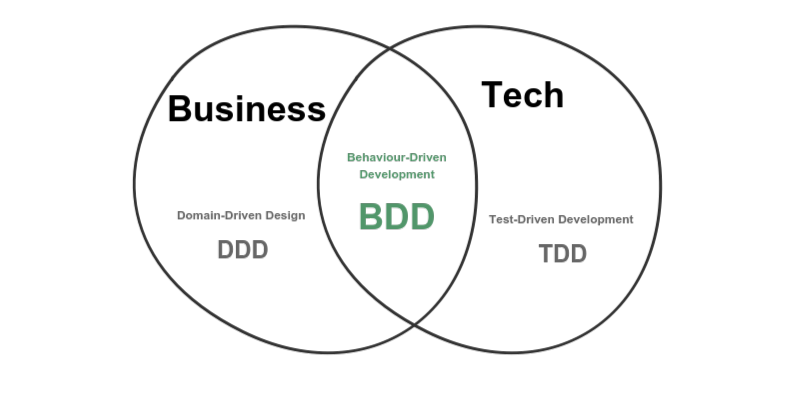 Business
Tech
Behaviour-Driven
Development
BDD
Domain-Driven Design
DDD
Test-Driven Development
TDD